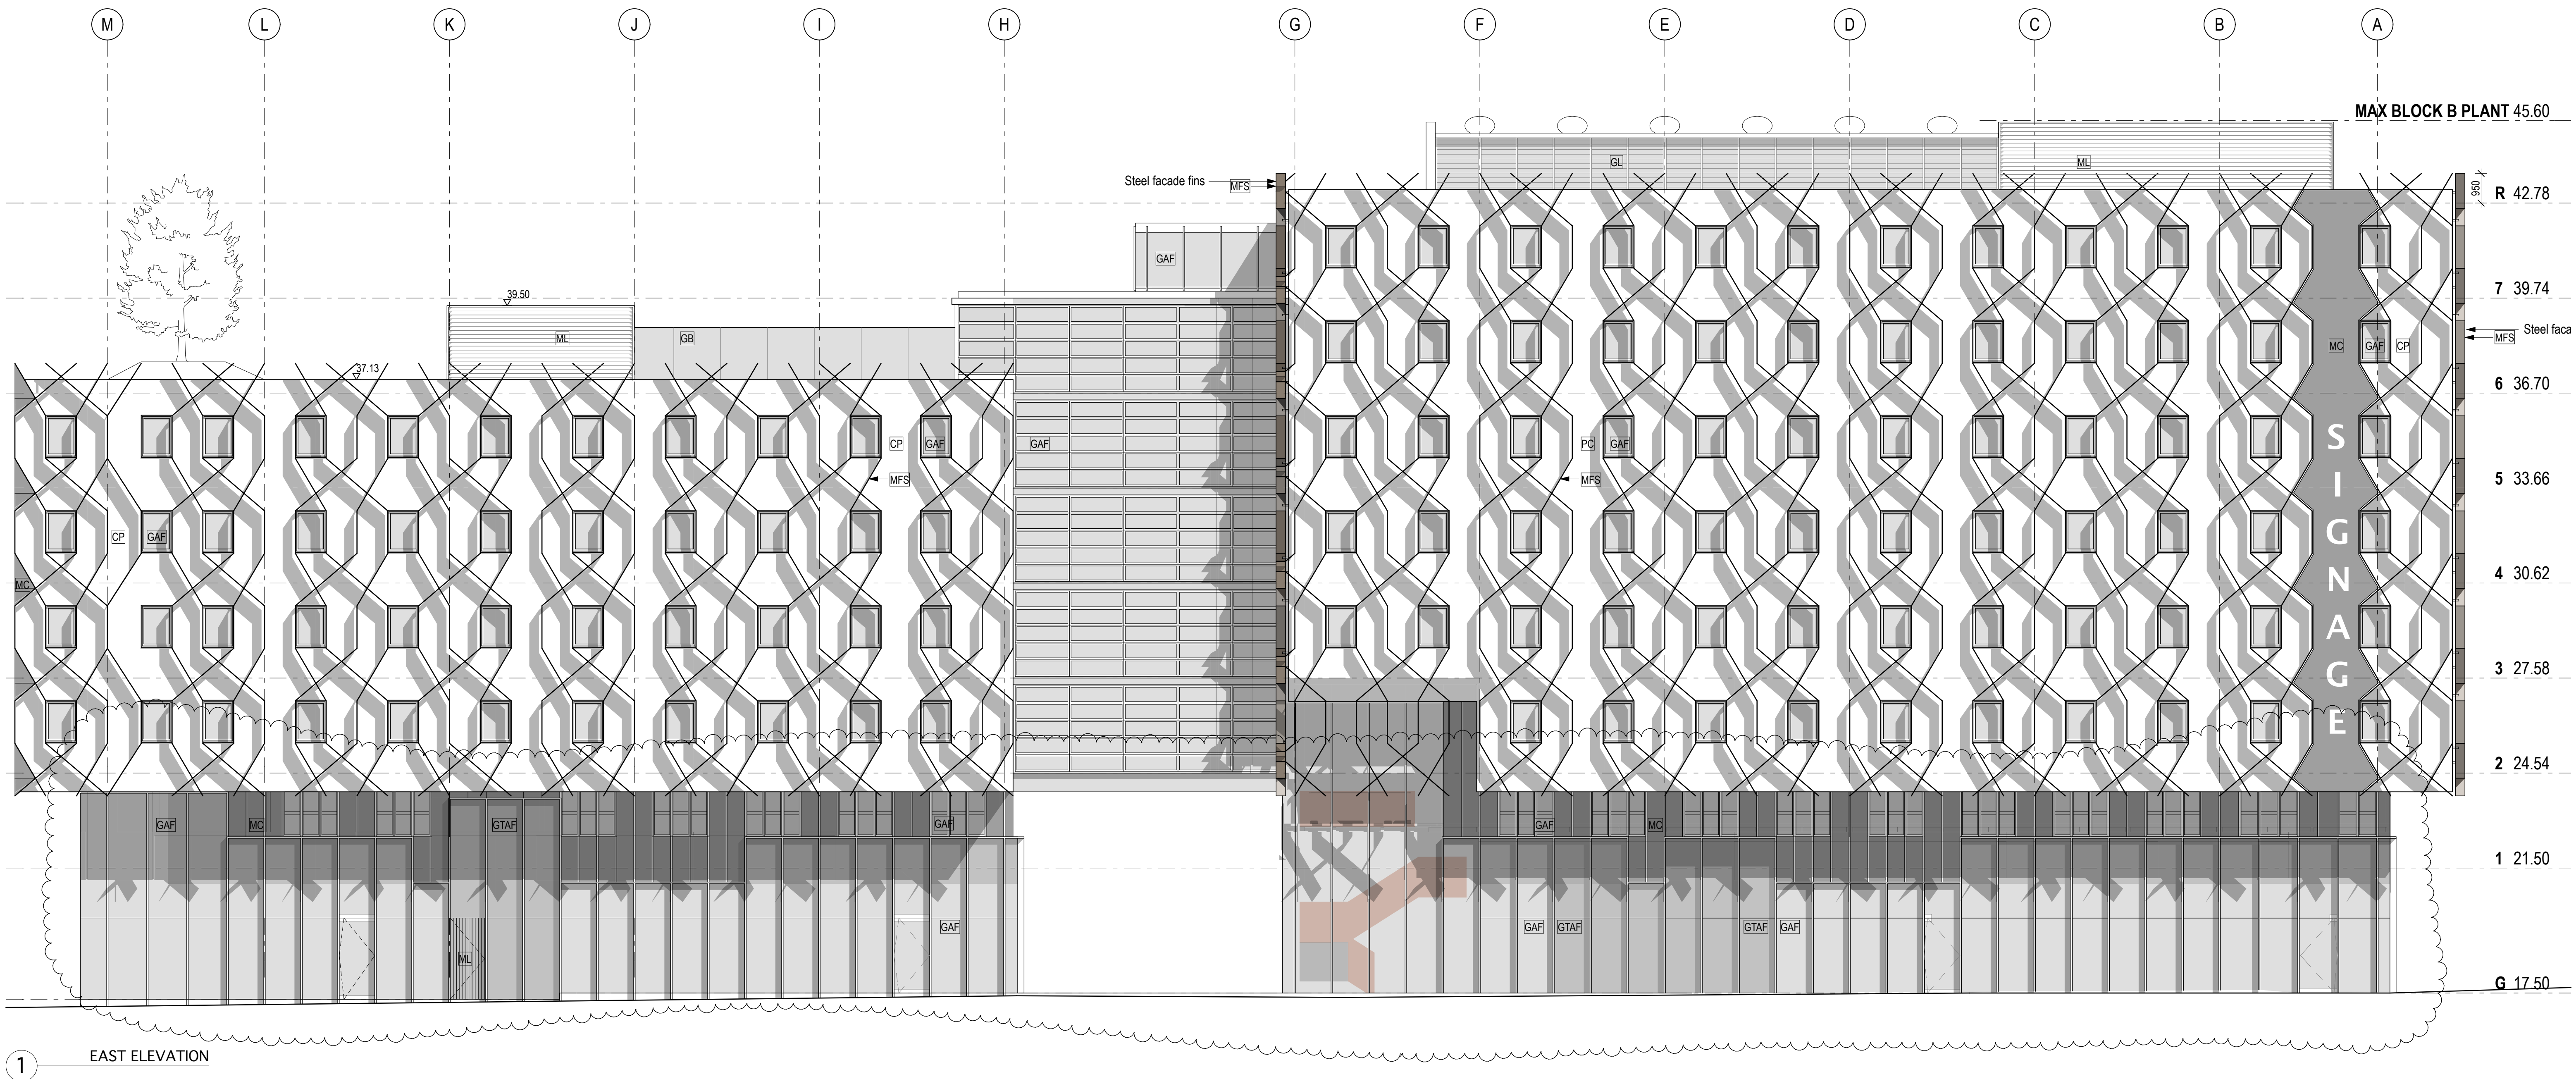 M L K J I H G F E D C B A
MAX BLOCK B PLANT 45.60
GL ML
Steel facade fins MFS
950
R 42.78
GAF
39.50
7 39.74
Steel faca
MFS
ML GB
MC GAF CP
37.13
6 36.70
CP GAF GAF PC GAF
MFS MFS
5 33.66
CP GAF
MC
4 30.62
SIGNAGE
3 27.58
2 24.54
GAF MC GTAF GAF GAF MC
1 21.50
GAF GAF GTAF GTAF GAF
ML
G 17.50
1 EAST ELEVATION